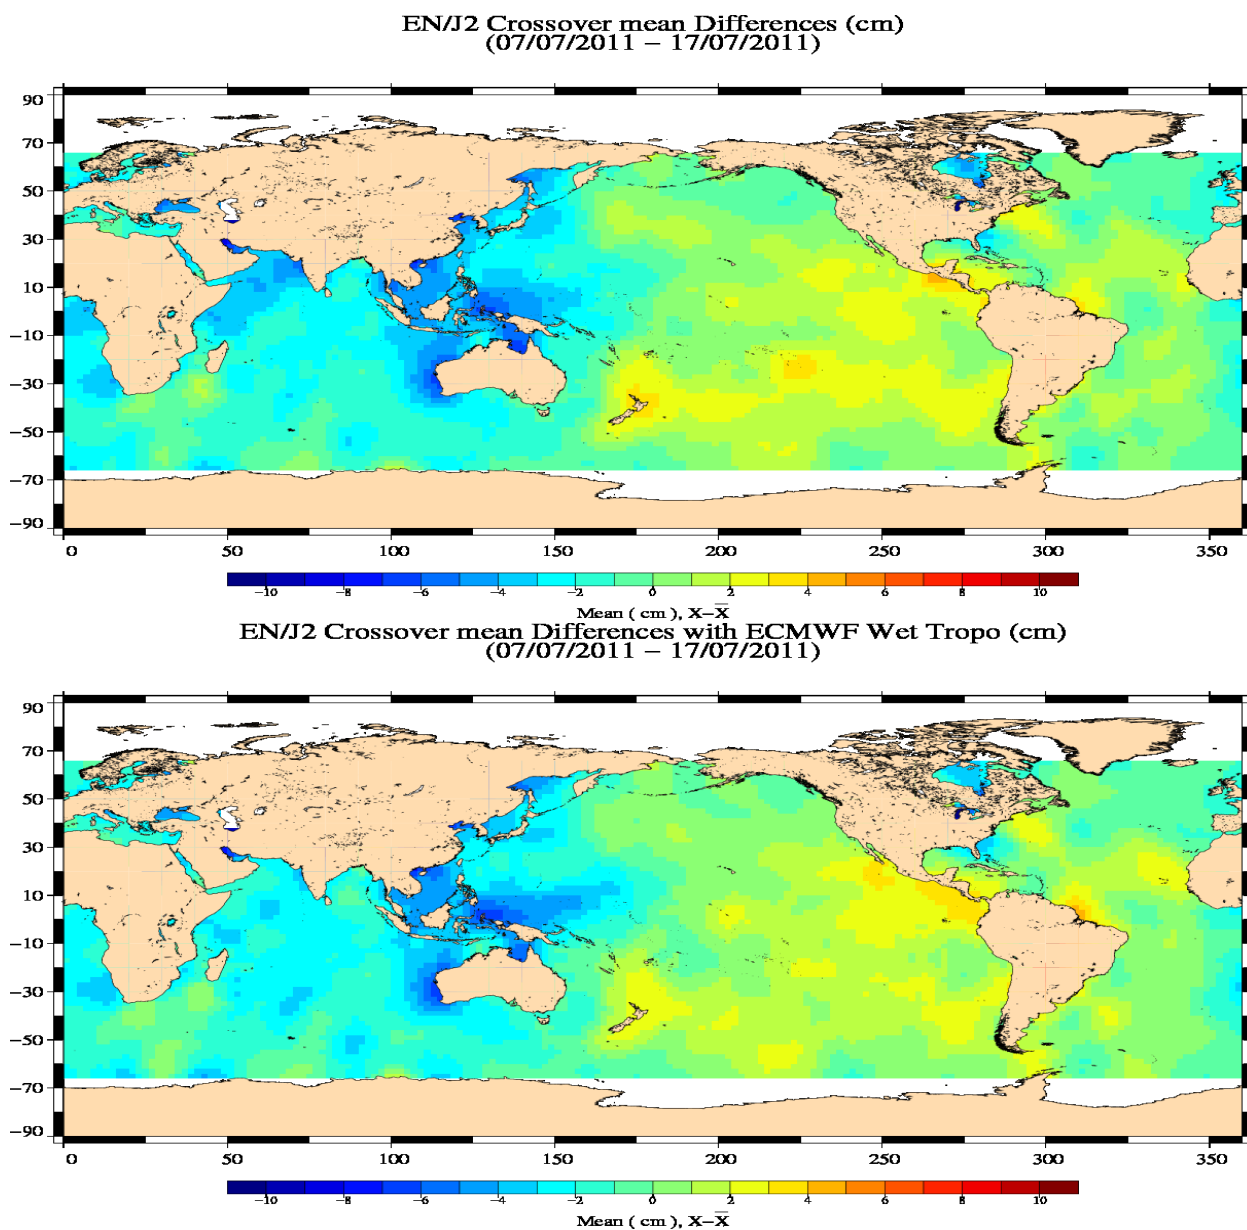 EN/J2 Crossover mean Differences (cm)
(07/07/2011 − 17/07/2011)
90
70
50
30
10
−10
−30
−50
−70
−90
0 50 100 150 200 250 300 350
−10 −8 −6 −4 −2 0 2 4 6 8 10
Mean ( cm ), X−X̅
EN/J2 Crossover mean Differences with ECMWF Wet Tropo (cm)
(07/07/2011 − 17/07/2011)
90
70
50
30
10
−10
−30
−50
−70
−90
0 50 100 150 200 250 300 350
−10 −8 −6 −4 −2 0 2 4 6 8 10
Mean ( cm ), X−X̅